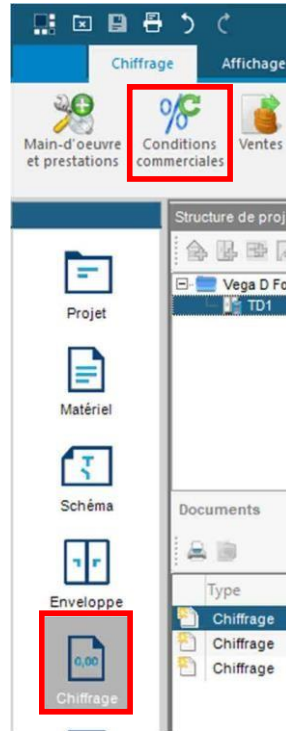 Chiffrage
Affichage
Main-d'oeuvre
et prestations
Conditions
commerciales
Ventes
Structure de proj
Vega D Fo
TD1
Projet
Matériel
Schéma
Enveloppe
0,00
Chiffrage
Documents
Type
Chiffrage
Chiffrage
Chiffrage